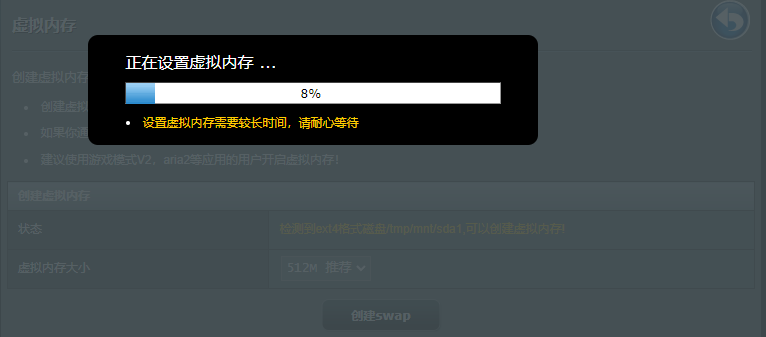 虚拟内存
正在设置虚拟内存 ...
8%
设置虚拟内存需要较长时间，请耐心等待
创建虚拟内存
创建虚拟
如果你
建议使用游戏模式V2，aria2等应用的用户开启虚拟内存!
创建虚拟内存
状态
检测到ext4格式磁盘/tmp/mnt/sda1,可以创建虚拟内存!
虚拟内存大小
512M 推荐
创建swap